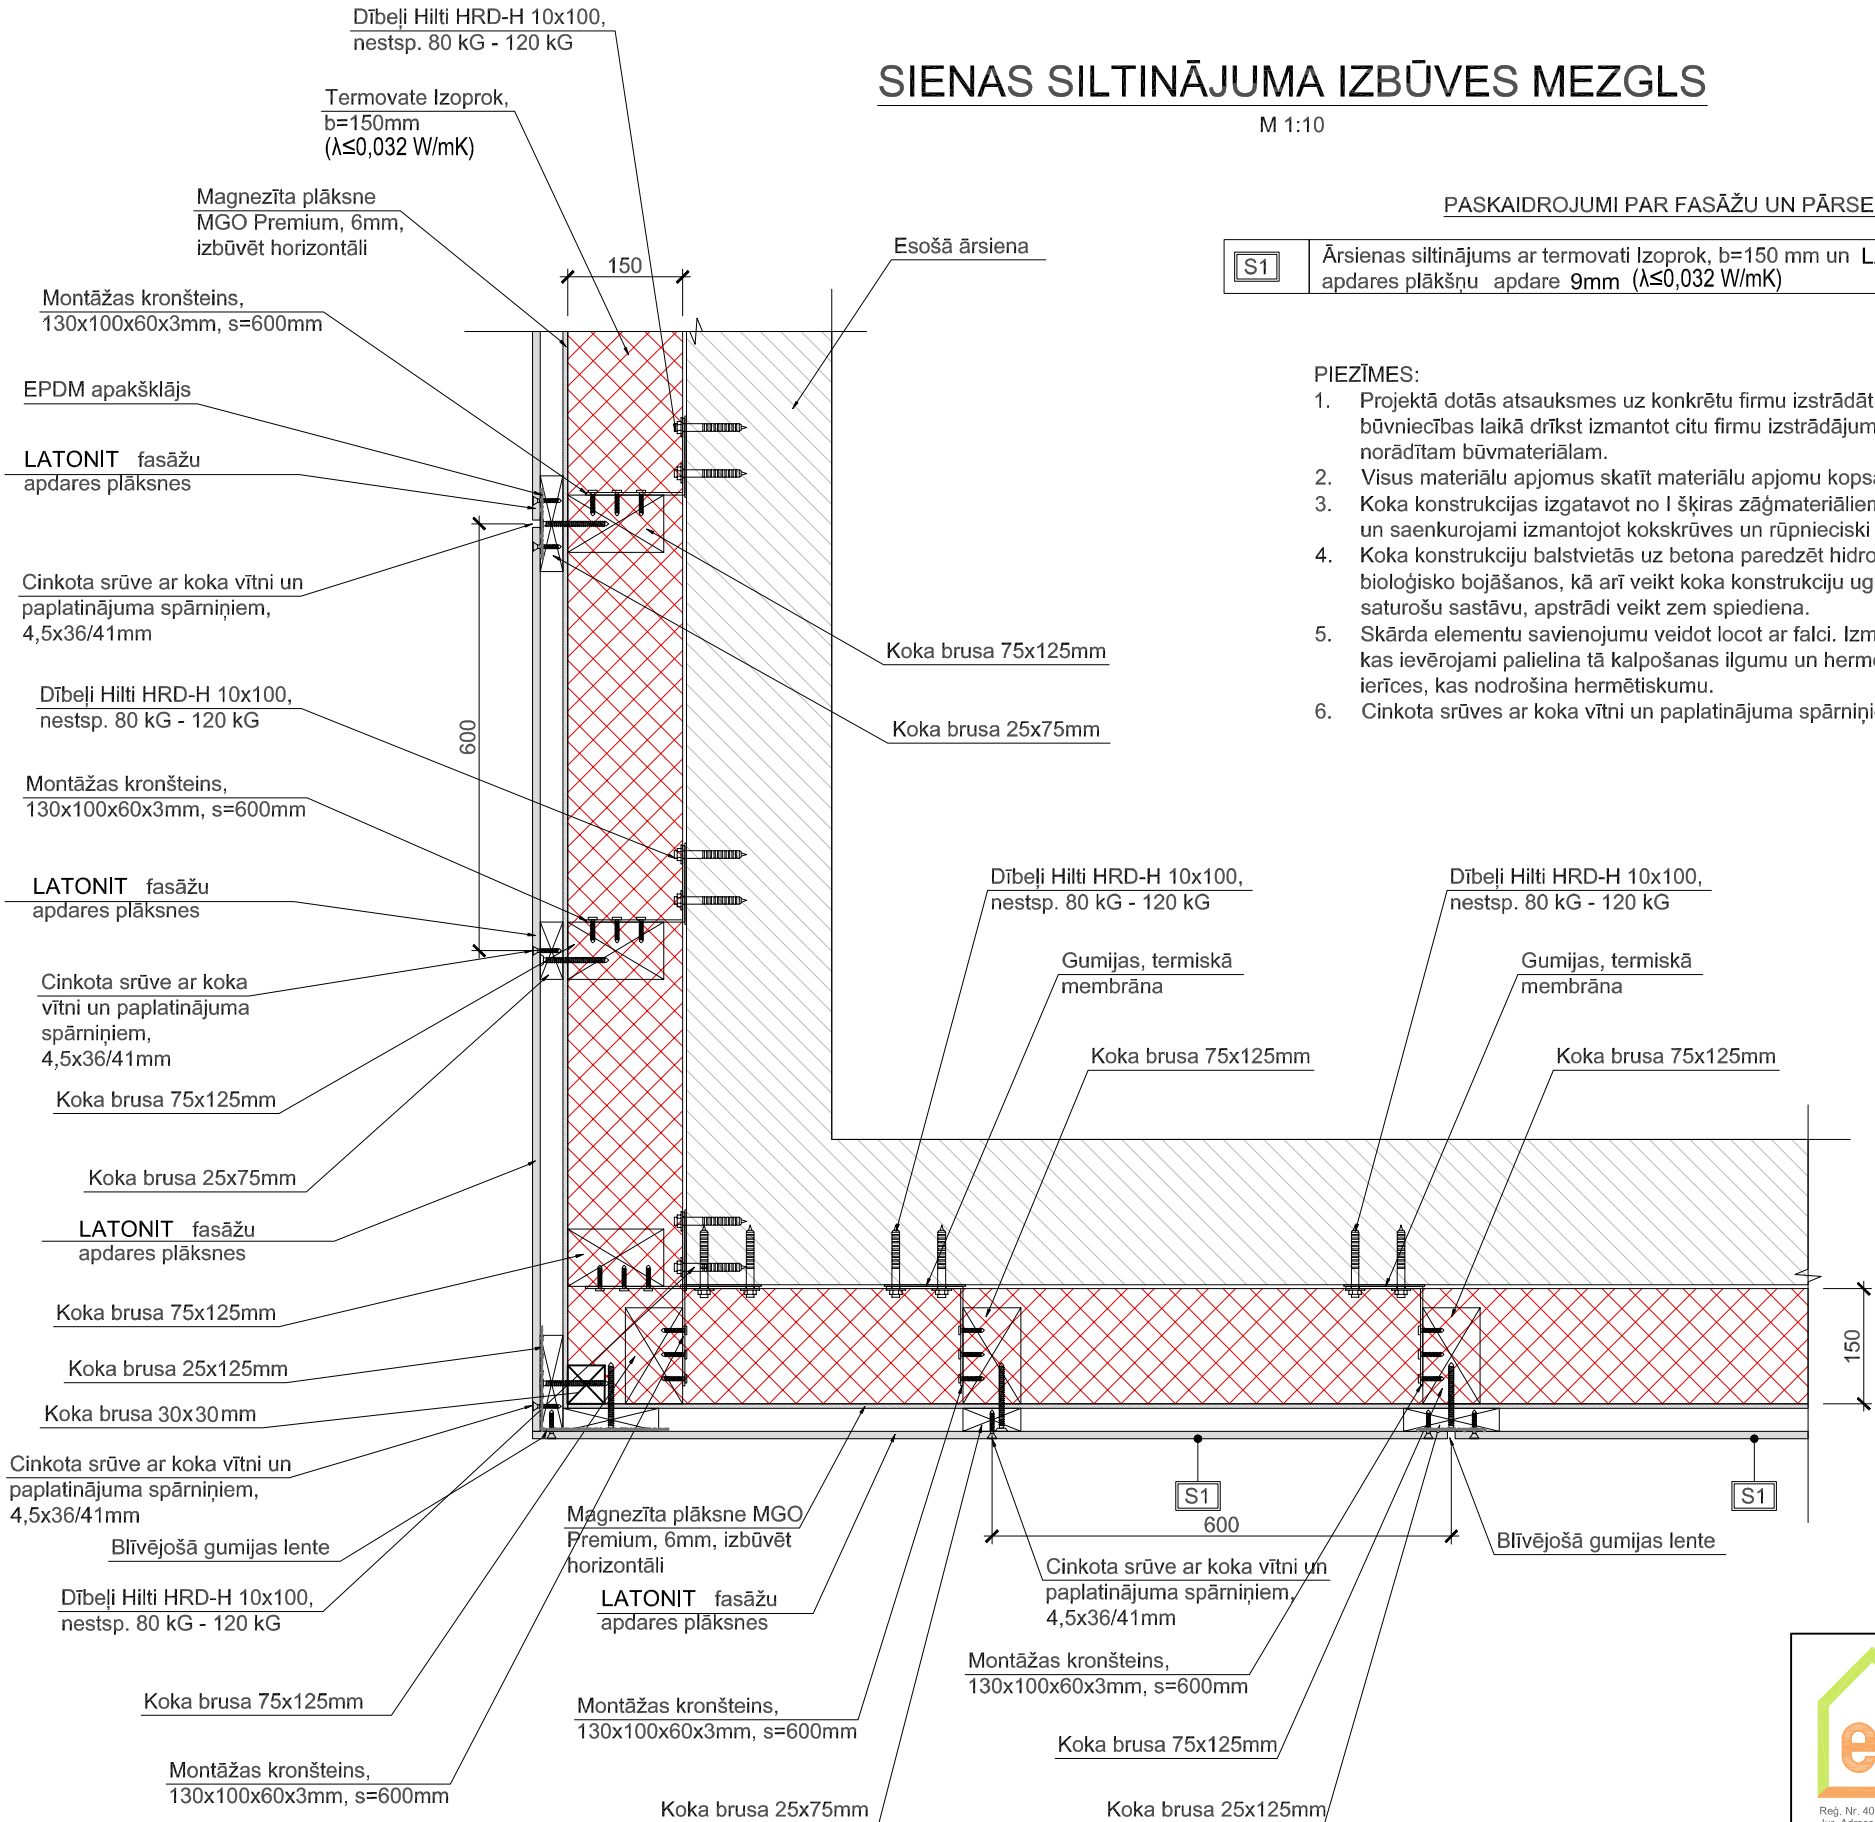 Dībeļi Hilti HRD-H 10x100,
nestsp. 80 kG - 120 kG
SIENAS SILTINĀJUMA IZBŪVES MEZGLS
M 1:10
Termovate Izoprok,
b=150mm
(λ≤0,032 W/mK)
Magnezīta plāksne
MGO Premium, 6mm,
izbūvēt horizontāli
PASKAIDROJUMI PAR FASĀŽU UN
S1
Ārsienas siltinājums ar termovati Izoprok, b=150 mm un
apdares plākšņu apdare 9mm (λ≤0,032 W/mK)
Esošā ārsiena
150
Montāžas kronšteins,
130x100x60x3mm, s=600mm
EPDM apakšklājs
LATONIT fasāžu
apdares plāksnes
PIEZĪMES:
1. Projektā dotās atsauksmes uz konkrētu firmu
būvniecības laikā drīkst izmantot citu firmu
norādītam būvmateriālam.
2. Visus materiālu apjomus skatīt materiālu apjomu
3. Koka konstrukcijas izgatavot no I šķiras
un saenkurojami izmantojot kokskrūves un rūpnieciski
4. Koka konstrukciju balstvietās uz betona paredzēt
bioloģisko bojāšanos, kā arī veikt koka konstrukciju
saturošu sastāvu, apstrādi veikt zem spiediena.
5. Skārda elementu savienojumu veidot locot ar falci.
kas ievērojami palielina tā kalpošanas ilgumu un
ierīces, kas nodrošina hermētiskumu.
6. Cinkota srūves ar koka vītni un paplatinājuma
Cinkota srūve ar koka vītni un
paplatinājuma spārniņiem,
4,5x36/41mm
Koka brusa 75x125mm
Dībeļi Hilti HRD-H 10x100,
nestsp. 80 kG - 120 kG
Koka brusa 25x75mm
600
Montāžas kronšteins,
130x100x60x3mm, s=600mm
LATONIT fasāžu
apdares plāksnes
Dībeļi Hilti HRD-H 10x100,
nestsp. 80 kG - 120 kG
Dībeļi Hilti HRD-H 10x100,
nestsp. 80 kG - 120 kG
Gumijas, termiskā
membrāna
Gumijas, termiskā
membrāna
Cinkota srūve ar koka
vītni un paplatinājuma
spārniņiem,
4,5x36/41mm
Koka brusa 75x125mm
Koka brusa 75x125mm
Koka brusa 75x125mm
Koka brusa 25x75mm
LATONIT fasāžu
apdares plāksnes
Koka brusa 75x125mm
150
Koka brusa 25x125mm
Koka brusa 30x30mm
Cinkota srūve ar koka vītni un
paplatinājuma spārniņiem,
4,5x36/41mm
S1
S1
600
Blīvējošā gumijas lente
Magnezīta plāksne MGO
Premium, 6mm, izbūvēt
horizontāli
Blīvējošā gumijas lente
Cinkota srūve ar koka vītni un
paplatinājuma spārniņiem,
4,5x36/41mm
Dībeļi Hilti HRD-H 10x100,
nestsp. 80 kG - 120 kG
LATONIT fasāžu
apdares plāksnes
Montāžas kronšteins,
130x100x60x3mm, s=600mm
Koka brusa 75x125mm
Montāžas kronšteins,
130x100x60x3mm, s=600mm
Koka brusa 75x125mm
Montāžas kronšteins,
130x100x60x3mm, s=600mm
Koka brusa 25x75mm
Koka brusa 25x125mm
e
Reģ. Nr. 40